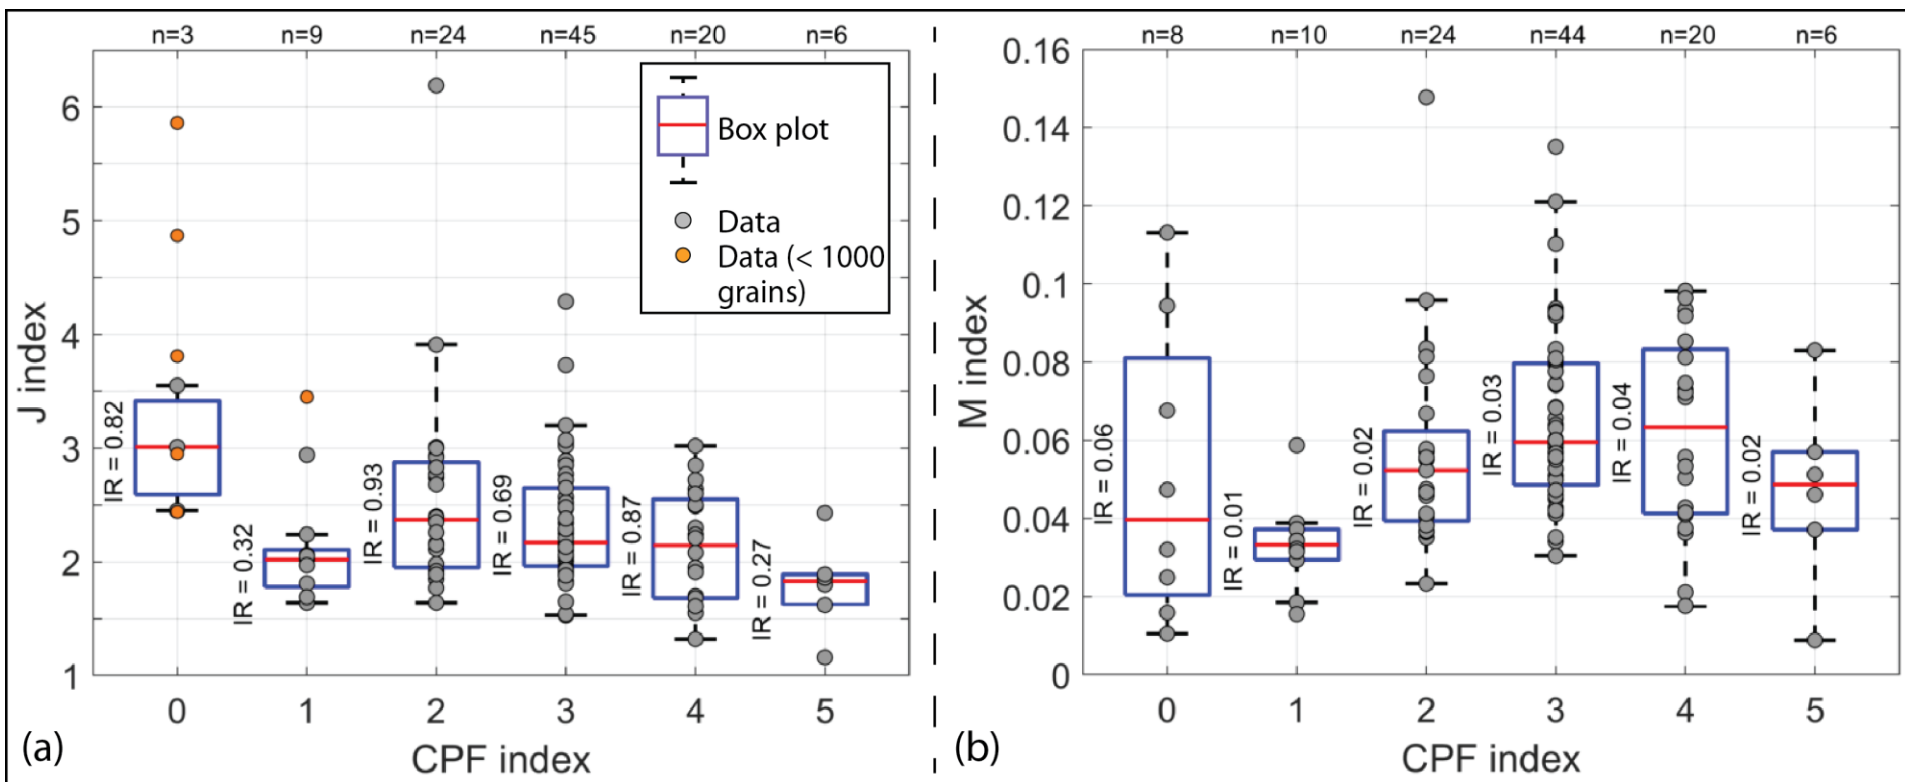 n=3 n=9 n=24 n=45 n=20 n=6
6
5
4
3
2
1
J index
IR = 0.82
IR = 0.32
IR = 0.93
IR = 0.69
IR = 0.87
IR = 0.27
Box plot
Data
Data (< 1000
grains)
0 1 2 3 4 5
CPF index
(a)
n=8 n=10 n=24 n=44 n=20 n=6
0.16
0.14
0.12
0.1
0.08
0.06
0.04
0.02
0
M index
IR = 0.06
IR = 0.01
IR = 0.02
IR = 0.03
IR = 0.04
IR = 0.02
0 1 2 3 4 5
CPF index
(b)